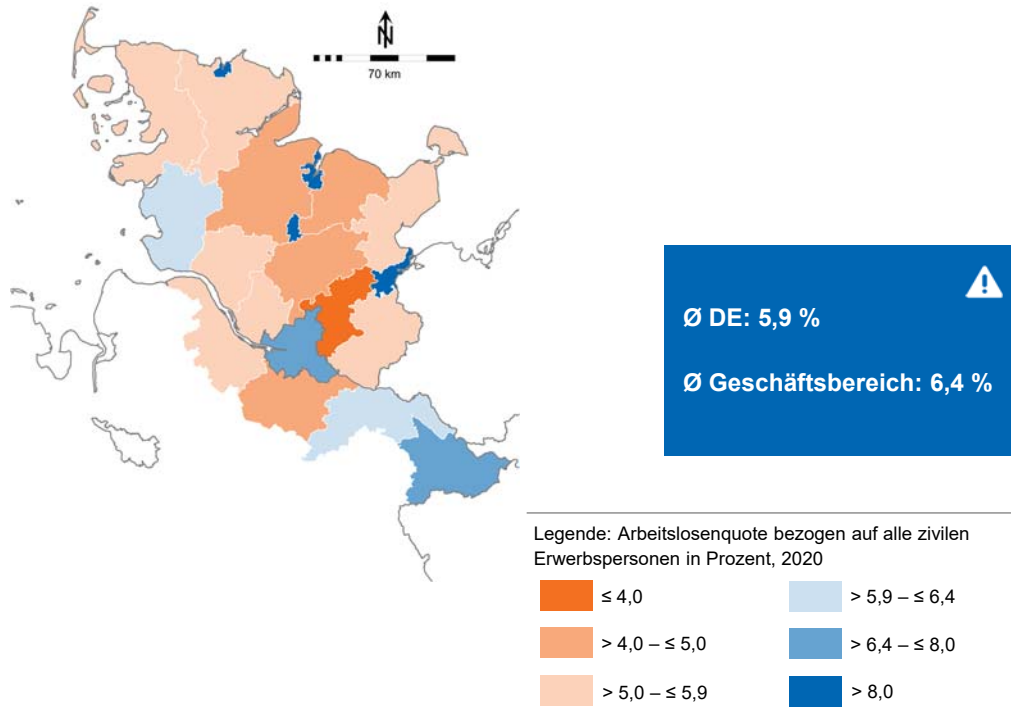 N
70 km
Ø DE: 5,9 %
Ø Geschäftsbereich: 6,4 %
Legende: Arbeitslosenquote bezogen auf alle zivilen
Erwerbspersonen in Prozent, 2020
≤ 4,0
> 5,9 – ≤ 6,4
> 4,0 – ≤ 5,0
> 6,4 – ≤ 8,0
> 5,0 – ≤ 5,9
> 8,0